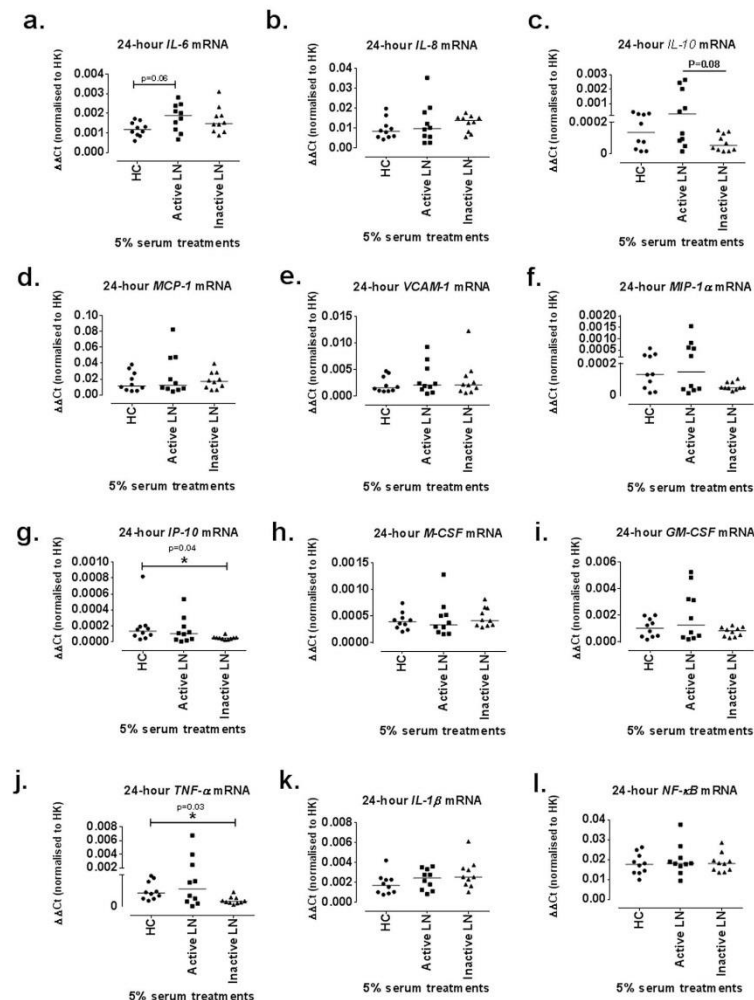 a.
24-hour IL-6 mRNA
p=0.06
ΔΔCt (normalised to HK)
0.004
0.003
0.002
0.001
0.000
HC
Active LN
Inactive LN
5% serum treatments
b.
24-hour IL-8 mRNA
ΔΔCt (normalised to HK)
0.04
0.03
0.02
0.01
0.00
HC
Active LN
Inactive LN
5% serum treatments
c.
24-hour IL-10 mRNA
P=0.08
ΔΔCt (normalised to HK)
0.003
0.002
0.001
0.0002
0
HC
Active LN
Inactive LN
5% serum treatments
d.
24-hour MCP-1 mRNA
ΔΔCt (normalised to HK)
0.10
0.08
0.06
0.04
0.02
0.00
HC
Active LN
Inactive LN
5% serum treatments
e.
24-hour VCAM-1 mRNA
ΔΔCt (normalised to HK)
0.015
0.010
0.005
0.000
HC
Active LN
Inactive LN
5% serum treatments
f.
24-hour MIP-1α mRNA
ΔΔCt (normalised to HK)
0.0020
0.0015
0.0010
0.0005
0.0002
0
HC
Active LN
Inactive LN
5% serum treatments
g.
24-hour IP-10 mRNA
p=0.04
*
ΔΔCt (normalised to HK)
0.0010
0.0008
0.0006
0.0004
0.0002
0.0000
HC
Active LN
Inactive LN
5% serum treatments
h.
24-hour M-CSF mRNA
ΔΔCt (normalised to HK)
0.0015
0.0010
0.0005
0.0000
HC
Active LN
Inactive LN
5% serum treatments
i.
24-hour GM-CSF mRNA
ΔΔCt (normalised to HK)
0.006
0.004
0.002
0.000
HC
Active LN
Inactive LN
5% serum treatments
j.
24-hour TNF-α mRNA
p=0.03
*
ΔΔCt (normalised to HK)
0.008
0.006
0.004
0.002
0
HC
Active LN
Inactive LN
5% serum treatments
k.
24-hour IL-1β mRNA
ΔΔCt (normalised to HK)
0.008
0.006
0.004
0.002
0.000
HC
Active LN
Inactive LN
5% serum treatments
l.
24-hour NF-κB mRNA
ΔΔCt (normalised to HK)
0.04
0.03
0.02
0.01
0.00
HC
Active LN
Inactive LN
5% serum treatments